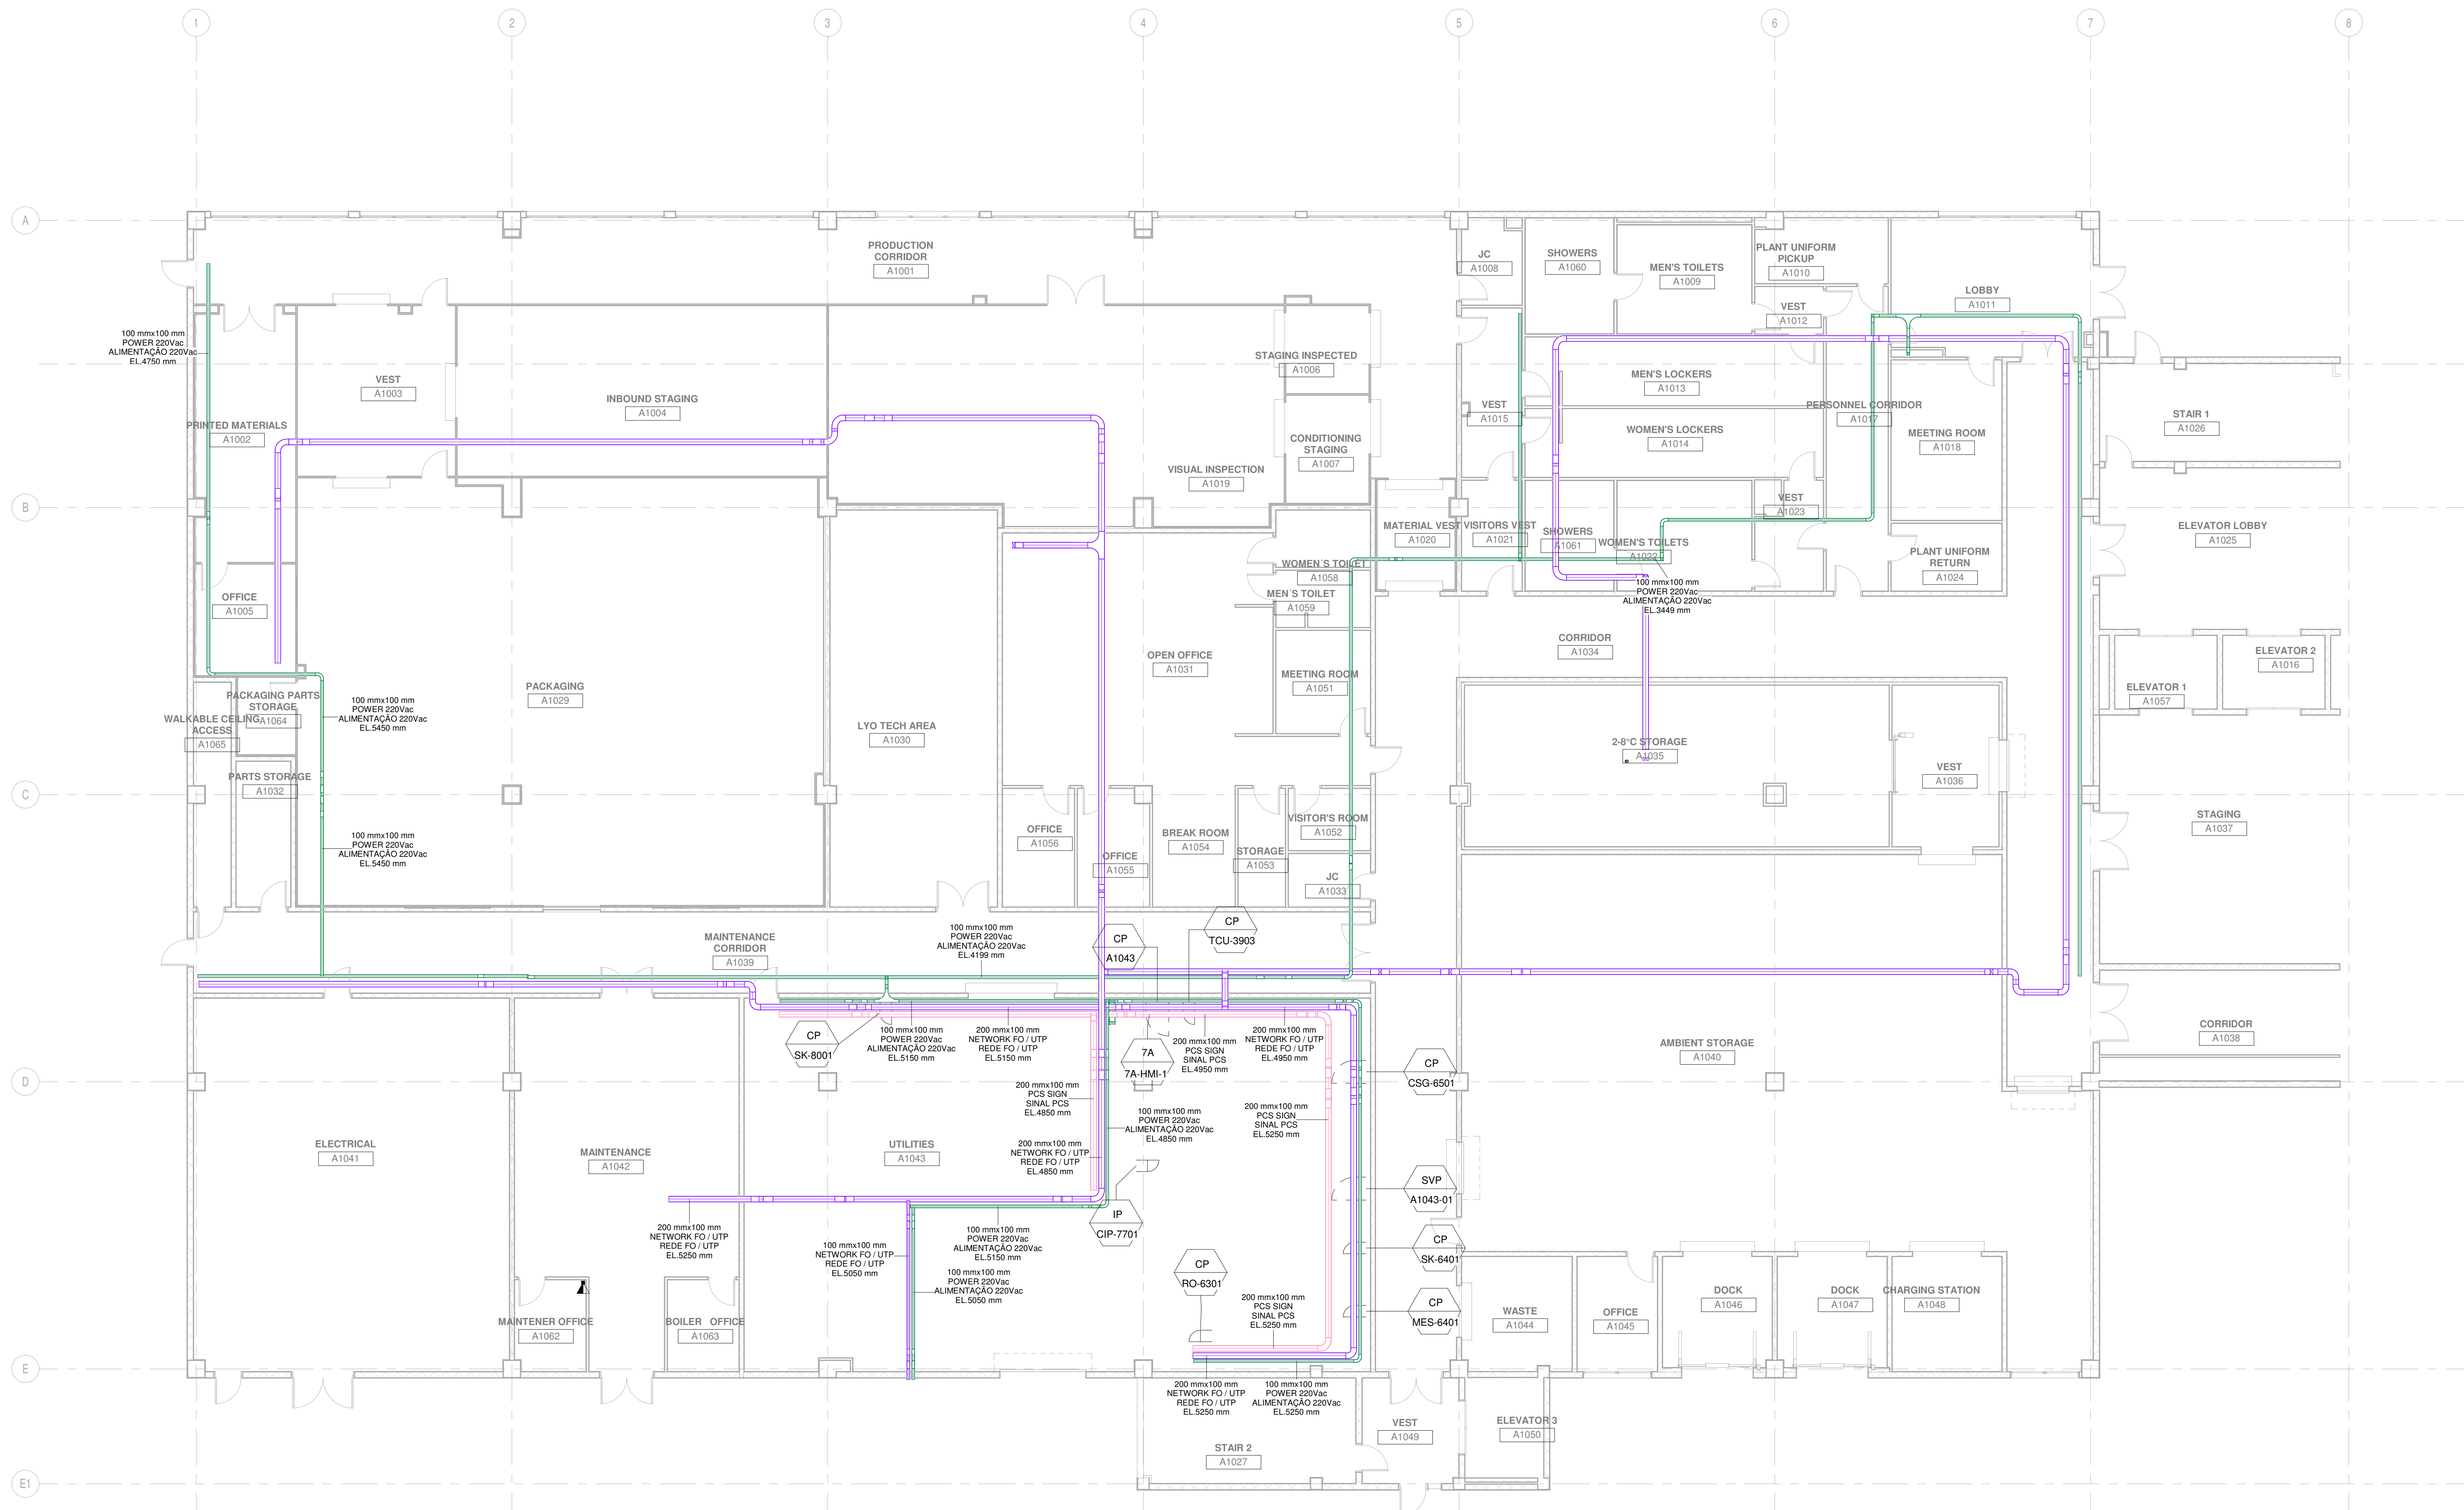 1
2
3
4
5
6
7
8
A
B
C
D
E
E1
PRODUCTION
CORRIDOR
A1001
JC
A1008
SHOWERS
A1060
MEN'S TOILETS
A1009
PLANT UNIFORM
PICKUP
A1010
VEST
A1012
LOBBY
A1011
100 mmx100 mm
POWER 220Vac
ALIMENTAÇÃO 220Vac
EL.4750 mm
VEST
A1003
INBOUND STAGING
A1004
PRINTED MATERIALS
A1002
STAGING INSPECTED
A1006
CONDITIONING
STAGING
A1007
VISUAL INSPECTION
A1019
MEN'S LOCKERS
A1013
VEST
A1015
WOMEN'S LOCKERS
A1014
PERSONNEL CORRIDOR
A1017
MEETING ROOM
A1018
STAIR 1
A1026
VEST
A1023
MATERIAL VEST
A1020
VISITORS VEST
A1021
SHOWERS
A1061
WOMEN'S TOILETS
A1022
ELEVATOR LOBBY
A1025
PLANT UNIFORM
RETURN
A1024
WOMEN´S TOILET
A1058
MEN´S TOILET
A1059
100 mmx100 mm
POWER 220Vac
ALIMENTAÇÃO 220Vac
EL.3449 mm
OFFICE
A1005
CORRIDOR
A1034
OPEN OFFICE
A1031
MEETING ROOM
A1051
ELEVATOR 2
A1016
ELEVATOR 1
A1057
PACKAGING
A1029
PACKAGING PARTS
STORAGE
A1064
WALKABLE CEILING
ACCESS
A1065
100 mmx100 mm
POWER 220Vac
ALIMENTAÇÃO 220Vac
EL.5450 mm
LYO TECH AREA
A1030
2-8°C STORAGE
A1035
VEST
A1036
PARTS STORAGE
A1032
100 mmx100 mm
POWER 220Vac
ALIMENTAÇÃO 220Vac
EL.5450 mm
OFFICE
A1056
OFFICE
A1055
BREAK ROOM
A1054
STORAGE
A1053
VISITOR'S ROOM
A1052
JC
A1033
STAGING
A1037
MAINTENANCE
CORRIDOR
A1039
100 mmx100 mm
POWER 220Vac
ALIMENTAÇÃO 220Vac
EL.4199 mm
CP
A1043
CP
TCU-3903
CP
SK-8001
100 mmx100 mm
POWER 220Vac
ALIMENTAÇÃO 220Vac
EL.5150 mm
200 mmx100 mm
NETWORK FO / UTP
REDE FO / UTP
EL.5150 mm
7A
7A-HMI-1
200 mmx100 mm
PCS SIGN
SINAL PCS
EL.4950 mm
200 mmx100 mm
NETWORK FO / UTP
REDE FO / UTP
EL.4950 mm
CP
CSG-6501
AMBIENT STORAGE
A1040
CORRIDOR
A1038
200 mmx100 mm
PCS SIGN
SINAL PCS
EL.4850 mm
100 mmx100 mm
POWER 220Vac
ALIMENTAÇÃO 220Vac
EL.4850 mm
200 mmx100 mm
PCS SIGN
SINAL PCS
EL.5250 mm
ELECTRICAL
A1041
MAINTENANCE
A1042
UTILITIES
A1043
200 mmx100 mm
NETWORK FO / UTP
REDE FO / UTP
EL.4850 mm
SVP
A1043-01
IP
CIP-7701
200 mmx100 mm
NETWORK FO / UTP
REDE FO / UTP
EL.5250 mm
100 mmx100 mm
NETWORK FO / UTP
REDE FO / UTP
EL.5050 mm
100 mmx100 mm
POWER 220Vac
ALIMENTAÇÃO 220Vac
EL.5150 mm
100 mmx100 mm
POWER 220Vac
ALIMENTAÇÃO 220Vac
EL.5050 mm
CP
SK-6401
CP
RO-6301
CP
MES-6401
200 mmx100 mm
PCS SIGN
SINAL PCS
EL.5250 mm
MAINTENER OFFICE
A1062
BOILER OFFICE
A1063
WASTE
A1044
OFFICE
A1045
DOCK
A1046
DOCK
A1047
CHARGING STATION
A1048
200 mmx100 mm
NETWORK FO / UTP
REDE FO / UTP
EL.5250 mm
100 mmx100 mm
POWER 220Vac
ALIMENTAÇÃO 220Vac
EL.5250 mm
VEST
A1049
ELEVATOR 3
A1050
STAIR 2
A1027